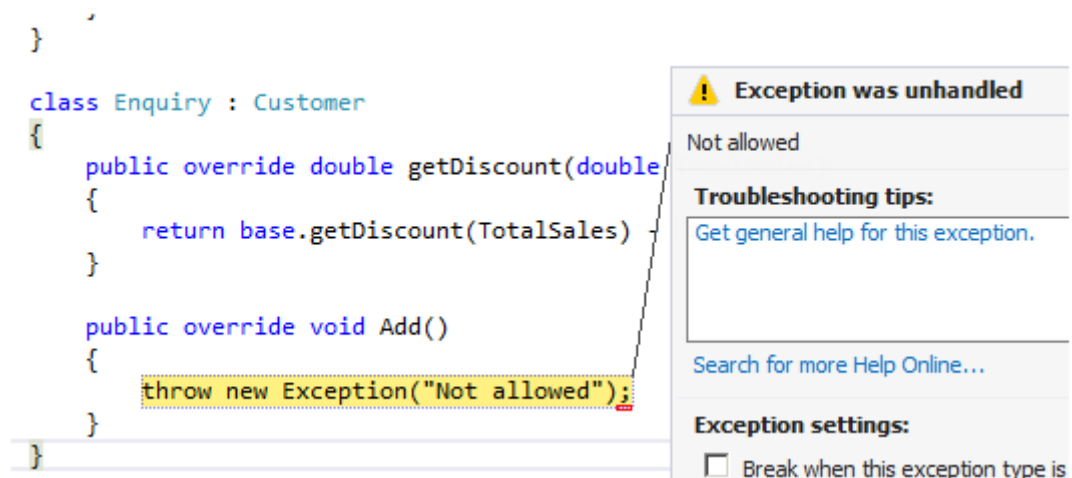 }
class Enquiry : Customer
{
public override double getDiscount(double
{
return base.getDiscount(TotalSales) -
}
public override void Add()
{
throw new Exception("Not allowed");
}
}
Exception was unhandled
Not allowed
Troubleshooting tips:
Get general help for this exception.
Search for more Help Online...
Exception settings:
Break when this exception type is